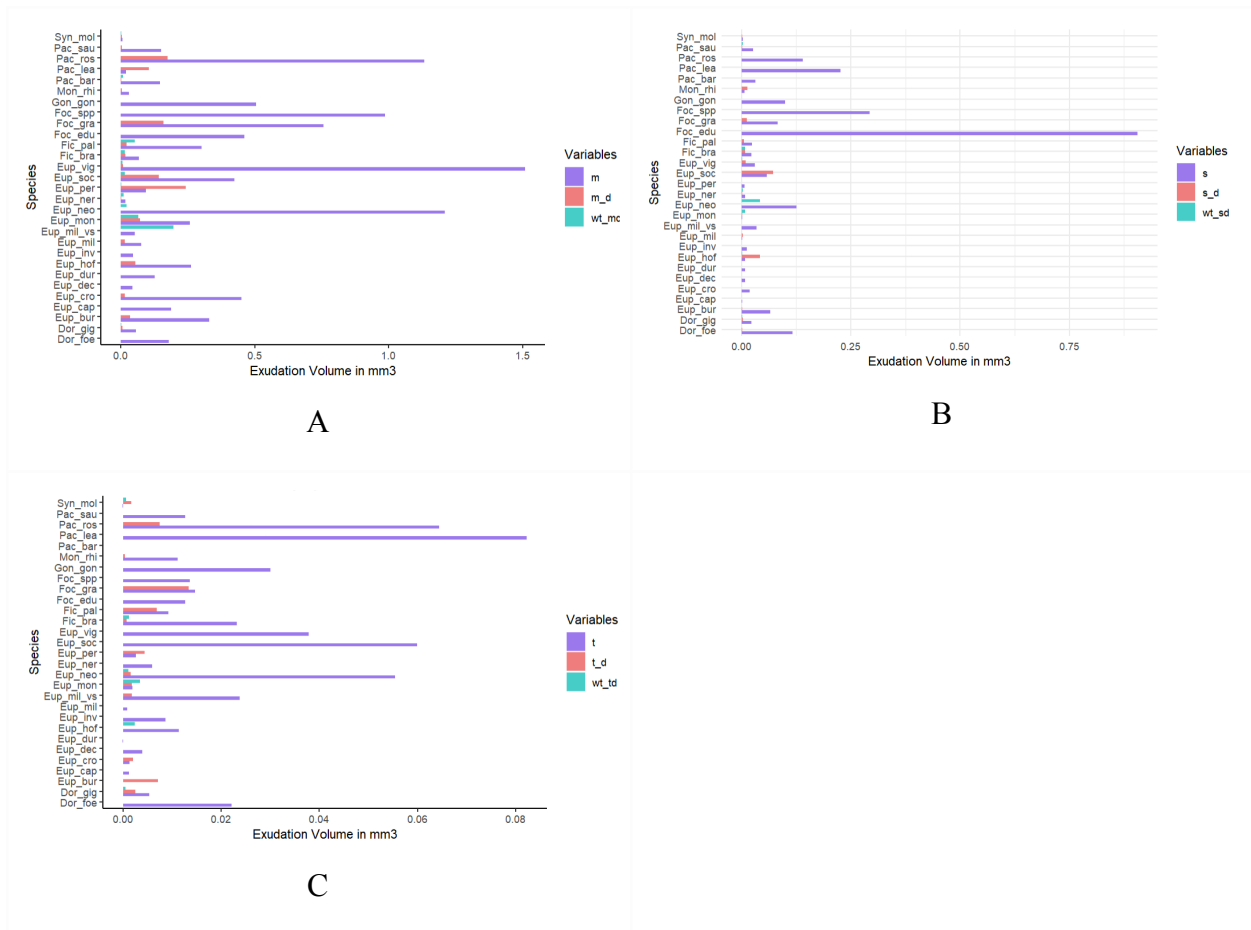 Syn_mol
Pac_sau
Pac_ros
Pac_lea
Pac_bar
Mon_rhi
Gon_gon
Foc_spp
Foc_gra
Foc_edu
Fic_pal
Fic_bra
Eup_vig
Eup_soc
Eup_per
Eup_ner
Eup_neo
Eup_mon
Eup_mil_vs
Eup_mil
Eup_inv
Eup_hof
Eup_dur
Eup_dec
Eup_cro
Eup_cap
Eup_bur
Dor_gig
Dor_foe
Species
0.0 0.5 1.0 1.5
Exudation Volume in mm3
Variables
m
m_d
wt_mc
A
Syn_mol
Pac_sau
Pac_ros
Pac_lea
Pac_bar
Mon_rhi
Gon_gon
Foc_spp
Foc_gra
Foc_edu
Fic_pal
Fic_bra
Eup_vig
Eup_soc
Eup_per
Eup_ner
Eup_neo
Eup_mon
Eup_mil_vs
Eup_mil
Eup_inv
Eup_hof
Eup_dur
Eup_dec
Eup_cro
Eup_cap
Eup_bur
Dor_gig
Dor_foe
Species
0.00 0.25 0.50 0.75
Exudation Volume in mm3
Variables
s
s_d
wt_sd
B
Syn_mol
Pac_sau
Pac_ros
Pac_lea
Pac_bar
Mon_rhi
Gon_gon
Foc_spp
Foc_gra
Foc_edu
Fic_pal
Fic_bra
Eup_vig
Eup_soc
Eup_per
Eup_ner
Eup_neo
Eup_mon
Eup_mil_vs
Eup_mil
Eup_inv
Eup_hof
Eup_dur
Eup_dec
Eup_cro
Eup_cap
Eup_bur
Dor_gig
Dor_foe
Species
0.00 0.02 0.04 0.06 0.08
Exudation Volume in mm3
Variables
t
t_d
wt_td
C